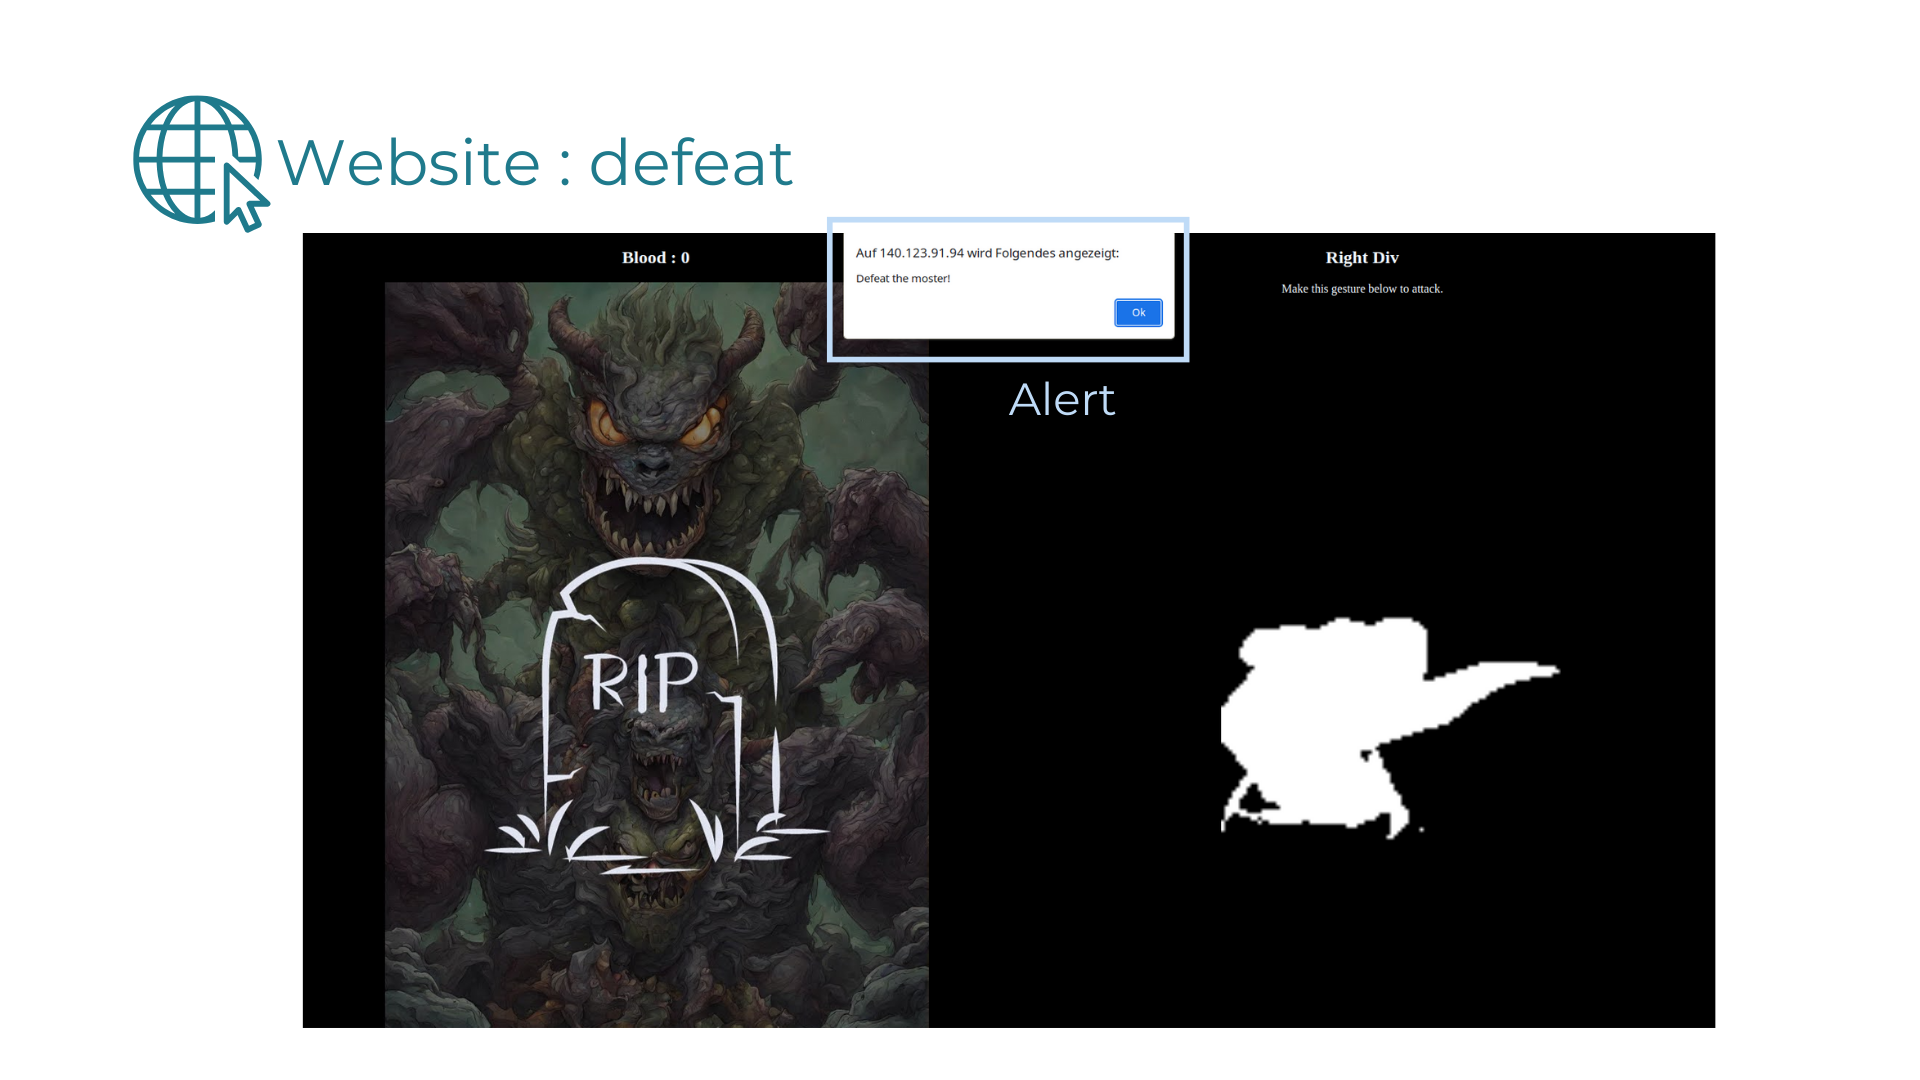 Website : defeat
Blood : 0
Auf 140.123.91.94 wird Folgendes angezeigt:
Defeat the moster!
Ok
Right Div
Make this gesture below to attack.
Alert
RIP